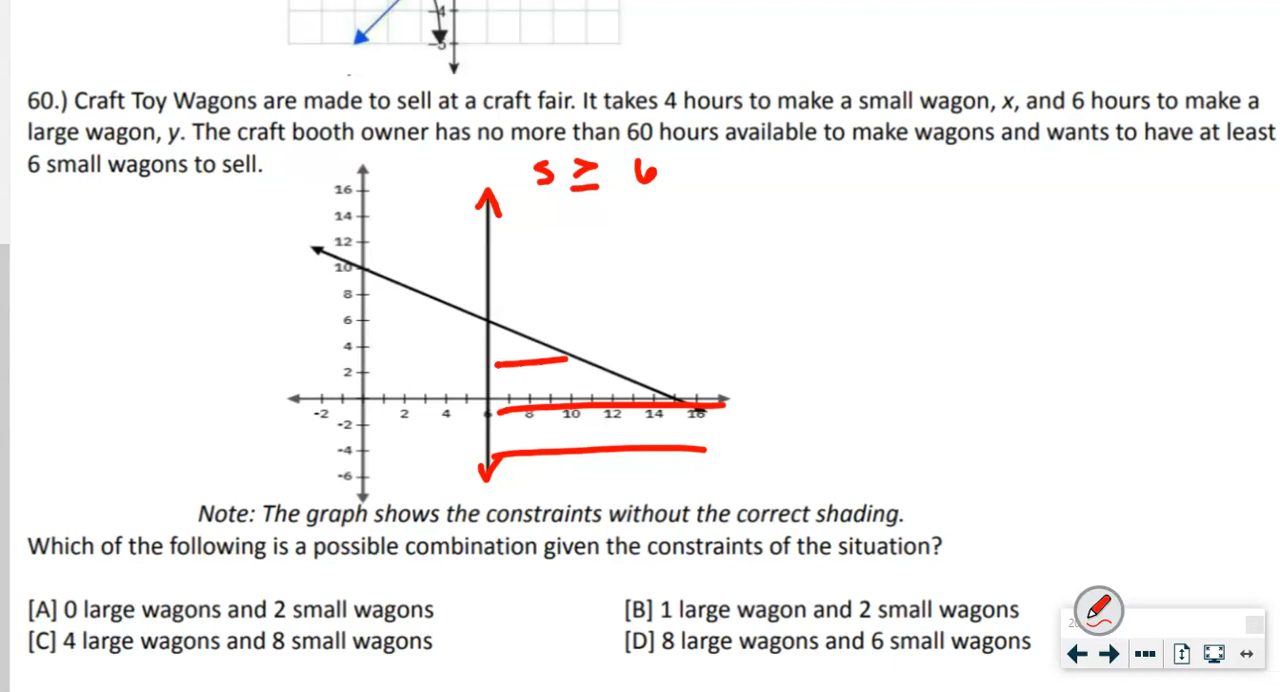 -4
-5
60.) Craft Toy Wagons are made to sell at a craft fair. It takes 4 hours to make a small wagon, x, and 6 hours to make a
large wagon, y. The craft booth owner has no more than 60 hours available to make wagons and wants to have at least
6 small wagons to sell.
s ≥ 6
16
14
12
10
8
6
4
2
-2 2 4 6 8 10 12 14 16
-2
-4
-6
Note: The graph shows the constraints without the correct shading.
Which of the following is a possible combination given the constraints of the situation?
[A] 0 large wagons and 2 small wagons [B] 1 large wagon and 2 small wagons
[C] 4 large wagons and 8 small wagons [D] 8 large wagons and 6 small wagons